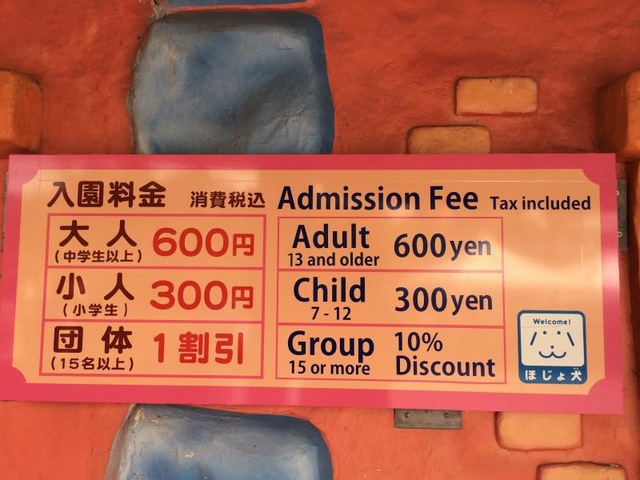 入園料金 消費税込
大人 600円
(中学生以上)
小人 300円
(小学生)
団体 1割引
(15名以上)
Admission Fee Tax included
Adult 600yen
13 and older
Child 300yen
7-12
Group 10%
15 or more Discount
Welcome!
ほじょ犬